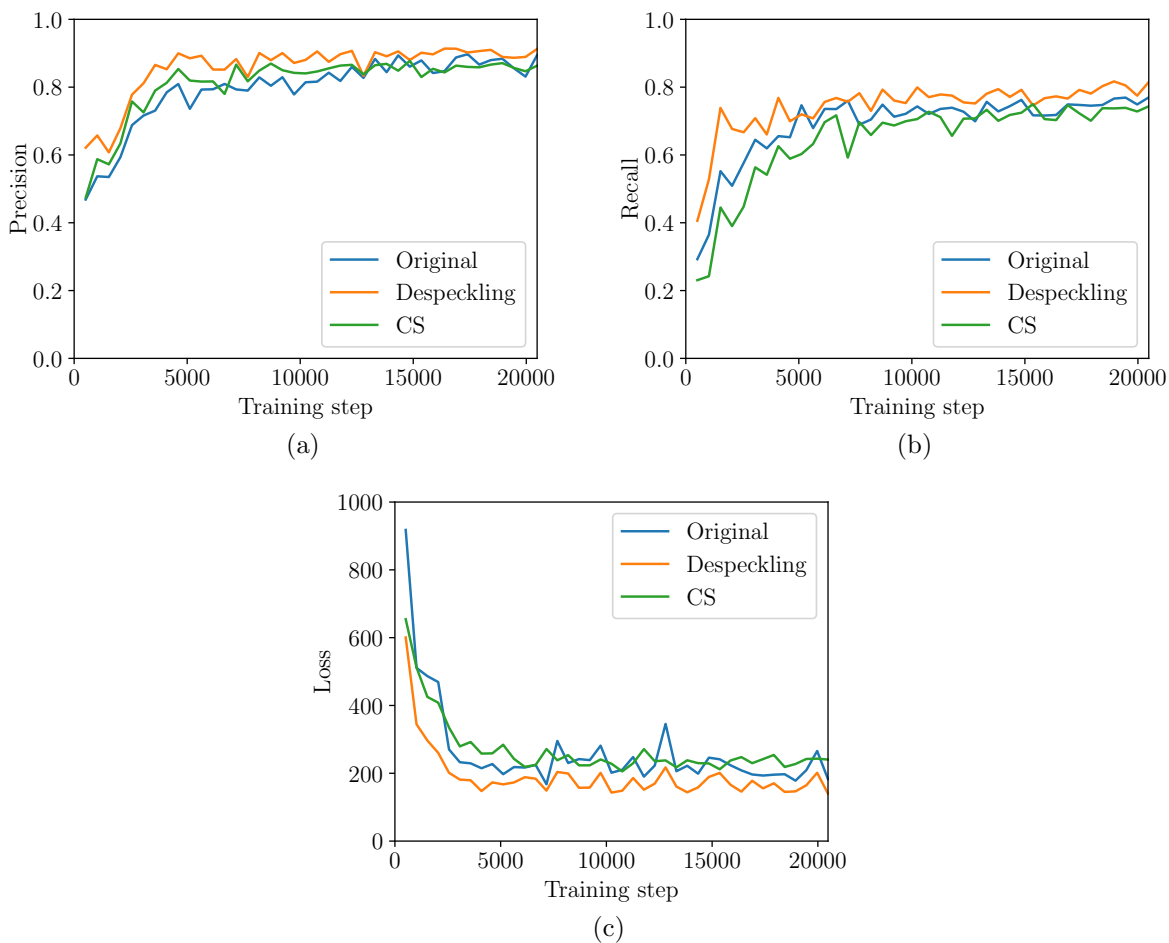 1.0
0.8
0.6
0.4
0.2
0.0
Precision
Original
Despeckling
CS
0 5000 10000 15000 20000
Training step
(a)
1.0
0.8
0.6
0.4
0.2
0.0
Recall
Original
Despeckling
CS
0 5000 10000 15000 20000
Training step
(b)
1000
800
600
400
200
0
Loss
Original
Despeckling
CS
0 5000 10000 15000 20000
Training step
(c)